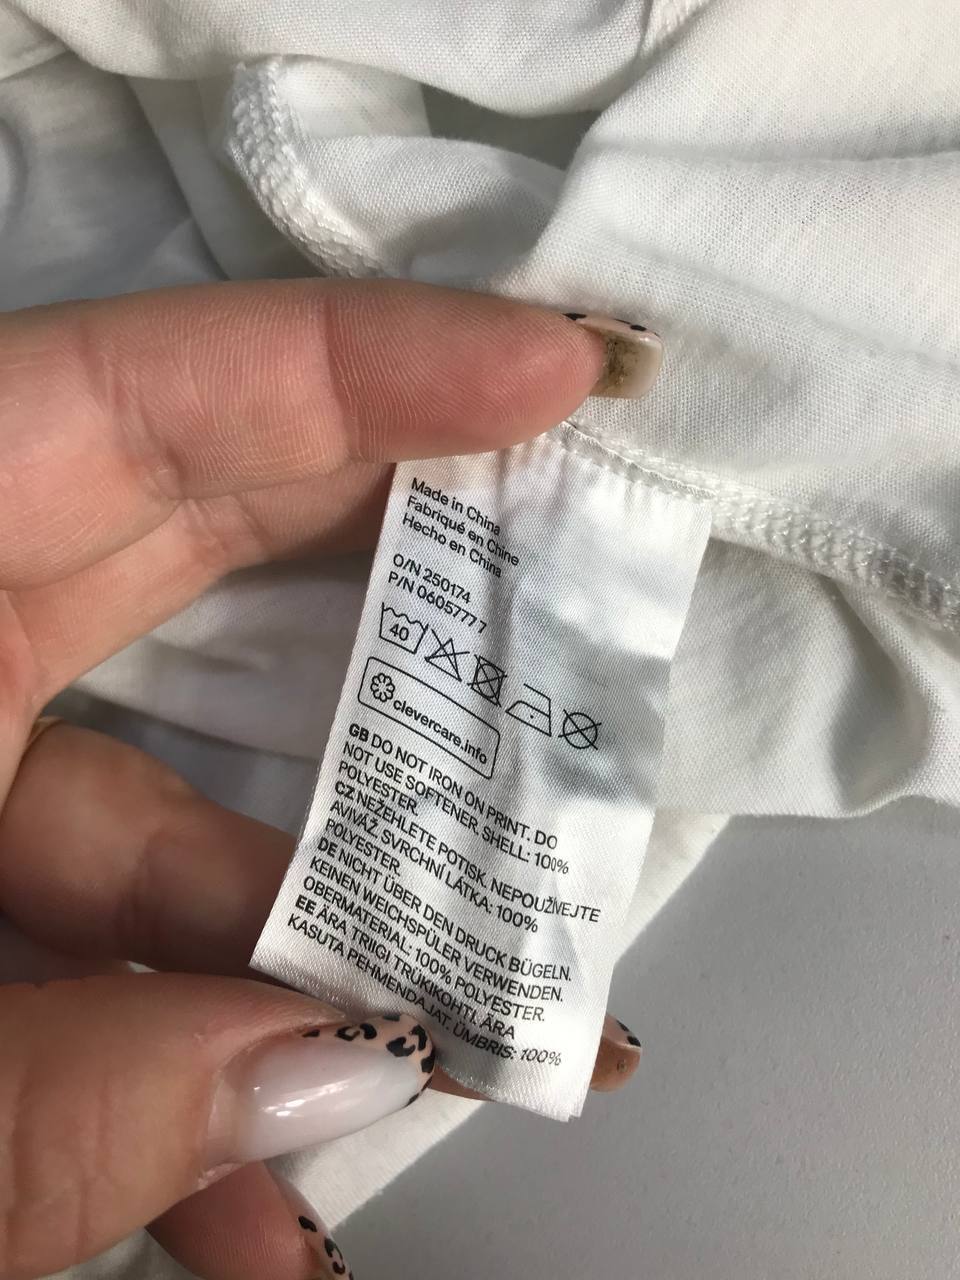 Made in China
Fabriqué en Chine
Hecho en China
O/N 250174
P/N 06057777
40
clevercare.info
GB DO NOT IRON ON PRINT. DO
NOT USE SOFTENER. SHELL: 100%
POLYESTER.
CZ NEŽEHLETE POTISK. NEPOUŽÍVEJTE
AVIVÁŽ. SVRCHNÍ LÁTKA: 100%
POLYESTER.
DE NICHT ÜBER DEN DRUCK BÜGELN.
KEINEN WEICHSPÜLER VERWENDEN.
OBERMATERIAL: 100% POLYESTER.
EE ÄRA TRIIGI TRÜKIKOHTI. ÄRA
KASUTA PEHMENDAJAT. ÜMBRIS: 100%